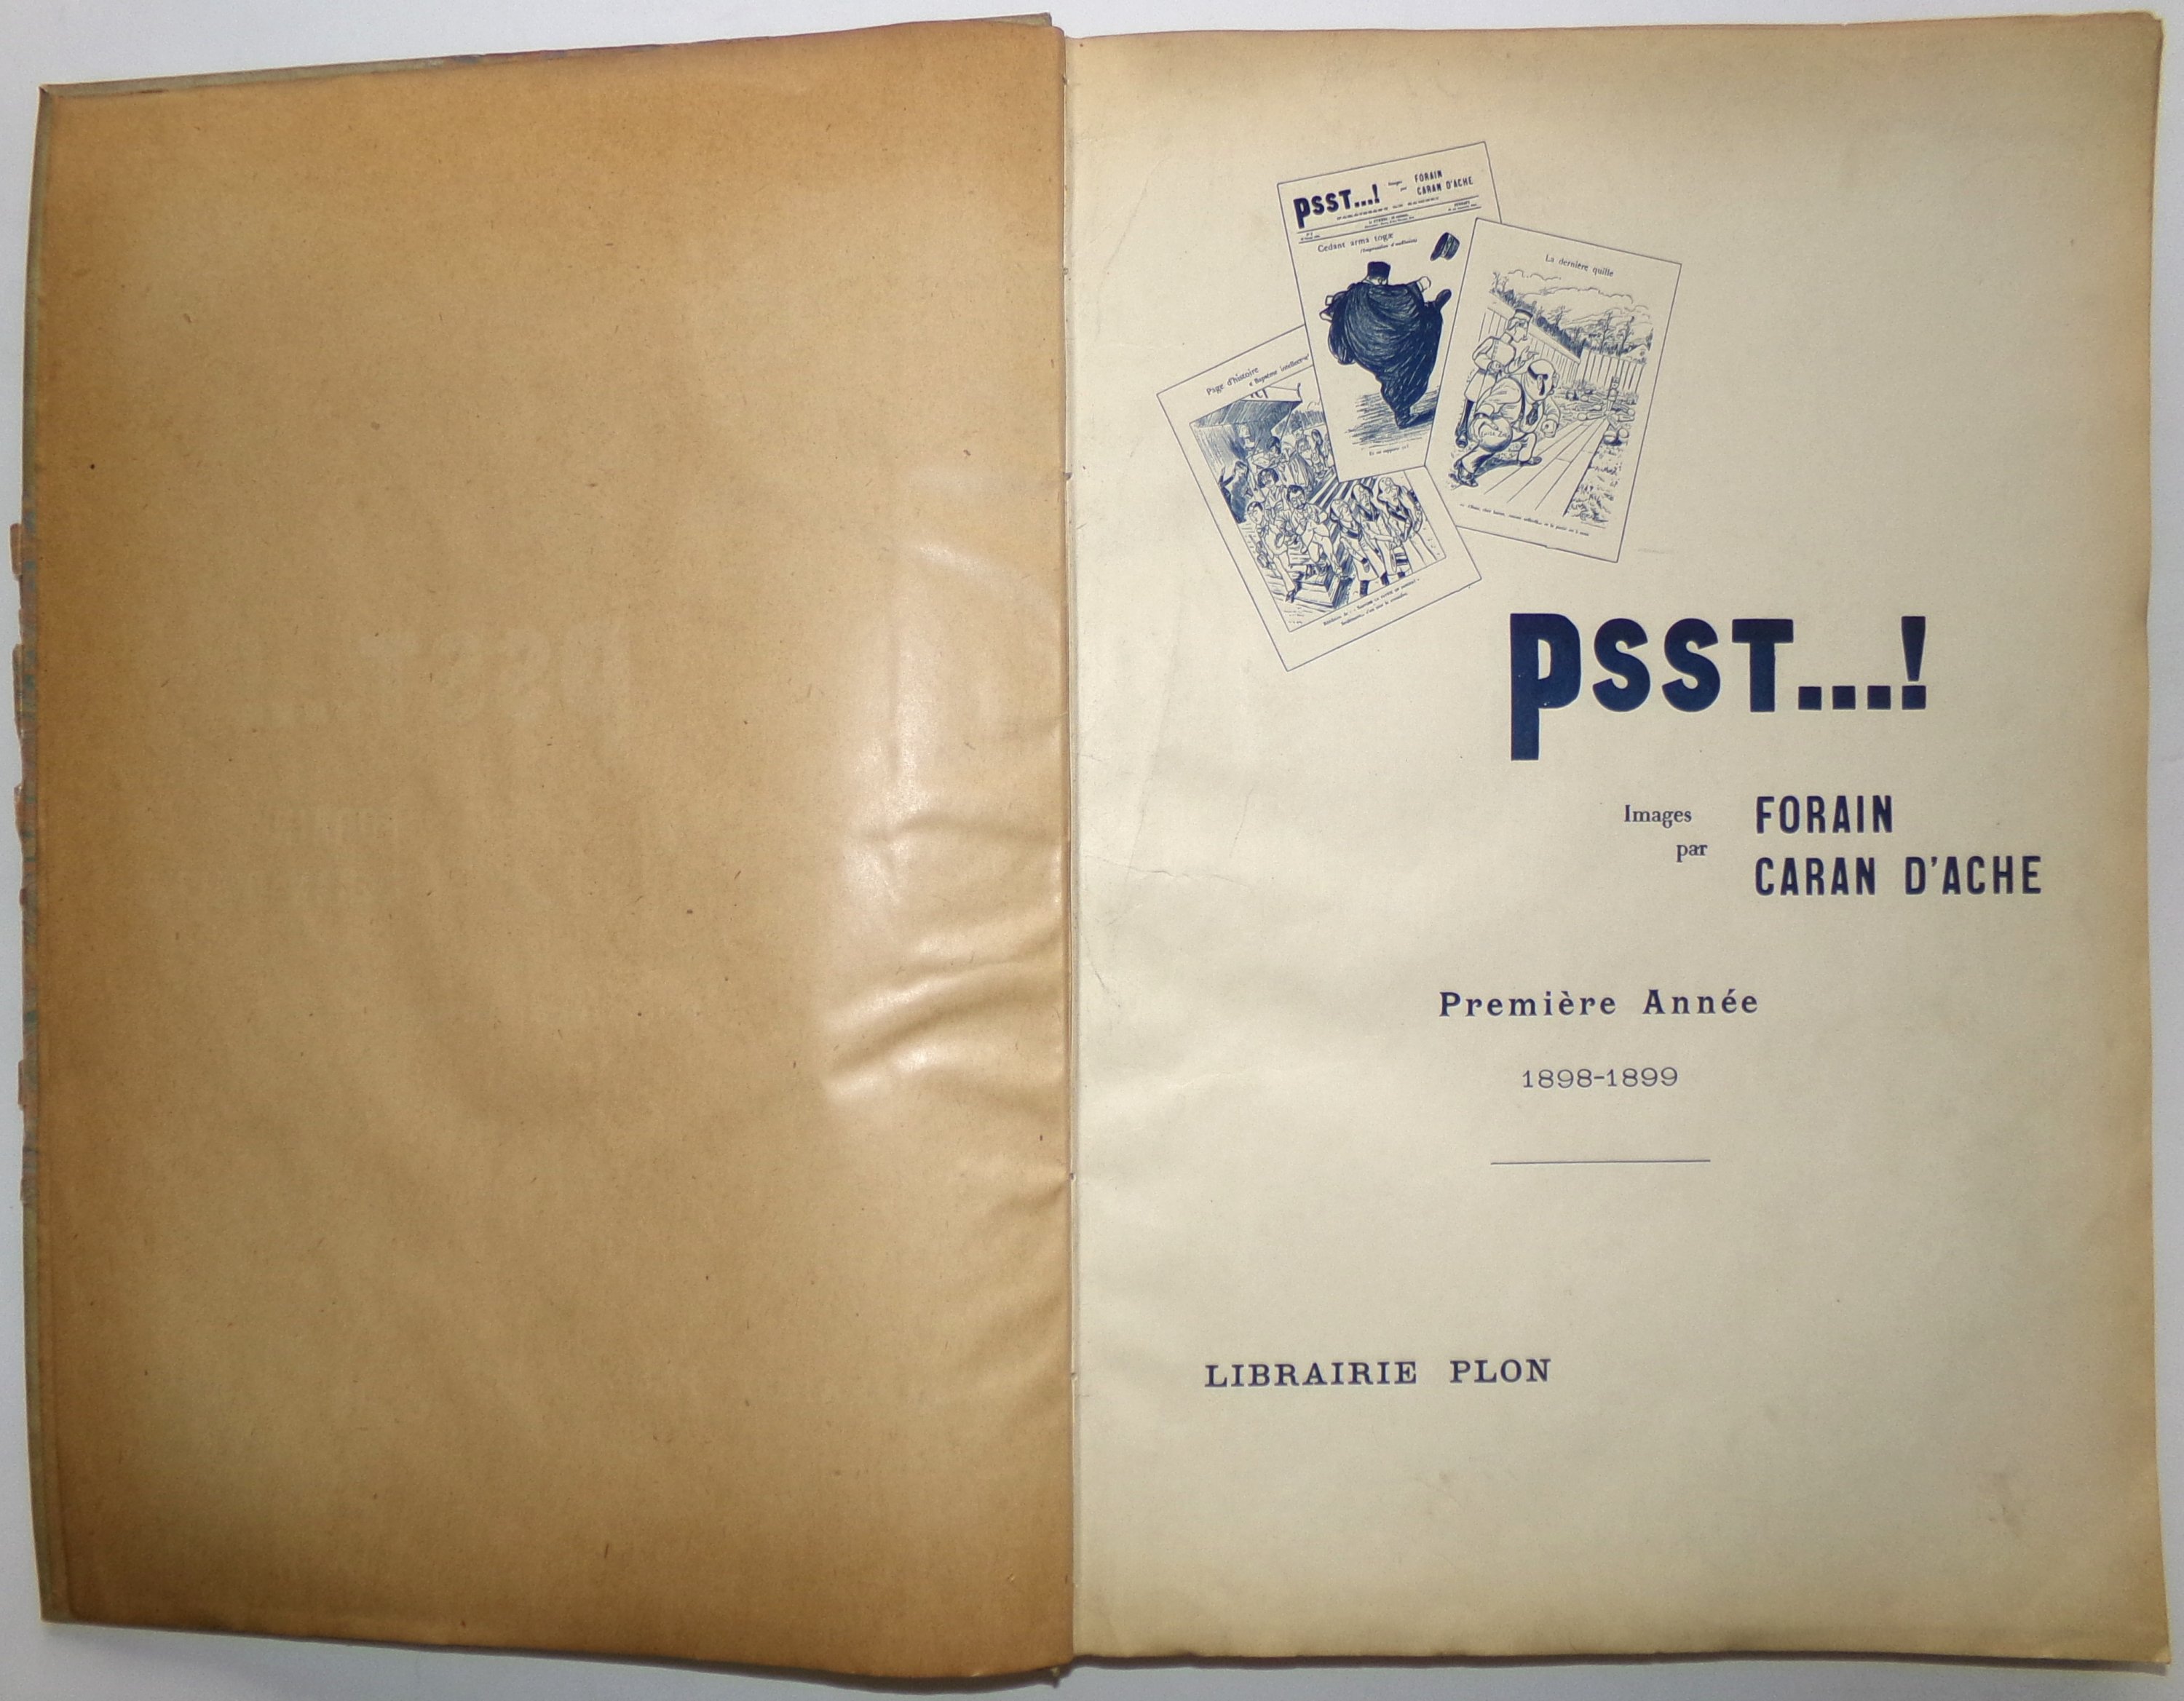 PSST...!
Images
par
FORAIN
CARAN D'ACHE
Cedant arma togæ
La dernière quille
Page d'histoire
PSST...!
Images
par
FORAIN
CARAN D'ACHE
Première Année
1898-1899
LIBRAIRIE PLON